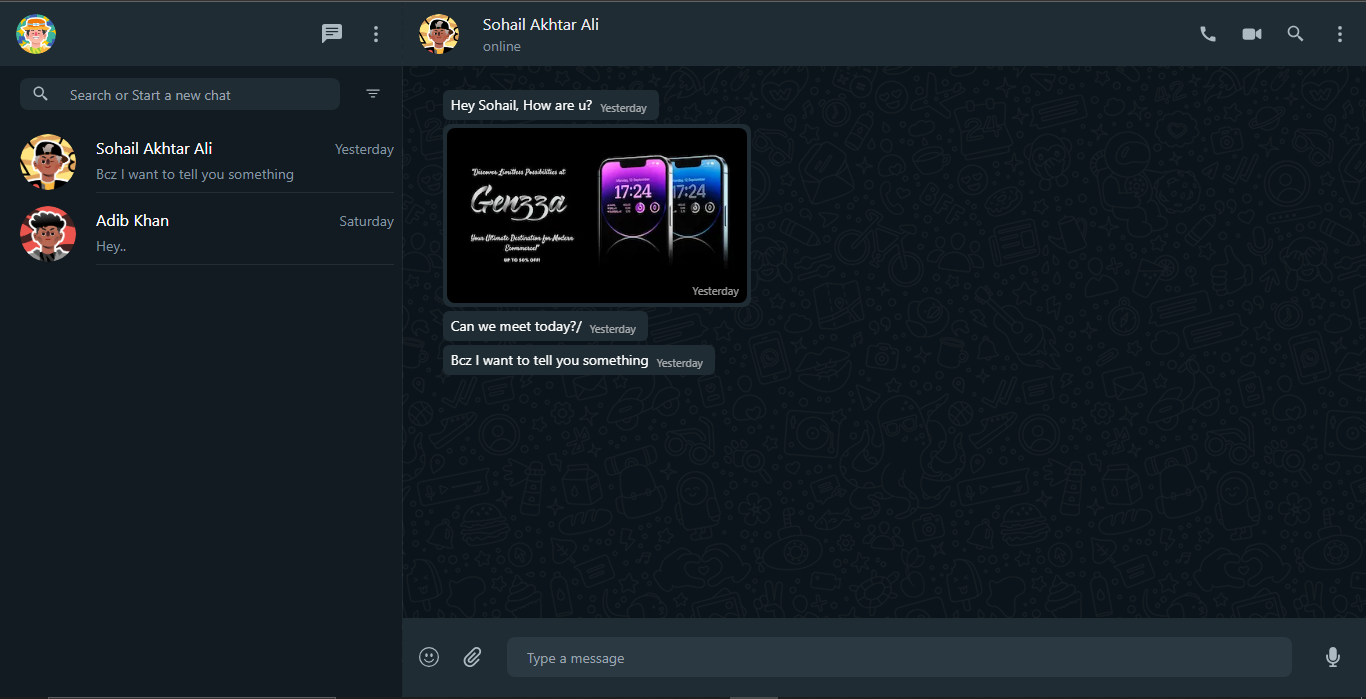 Sohail Akhtar Ali
online
Search or Start a new chat
Sohail Akhtar Ali Yesterday
Bcz I want to tell you something
Adib Khan Saturday
Hey..
Hey Sohail, How are u? Yesterday
"Discover Limitless Possibilities at
Genzza
Your Ultimate Destination for Modern
Ecommerce!"
UP TO 50% OFF!
17:24
17:24
Yesterday
Can we meet today?/ Yesterday
Bcz I want to tell you something Yesterday
Type a message